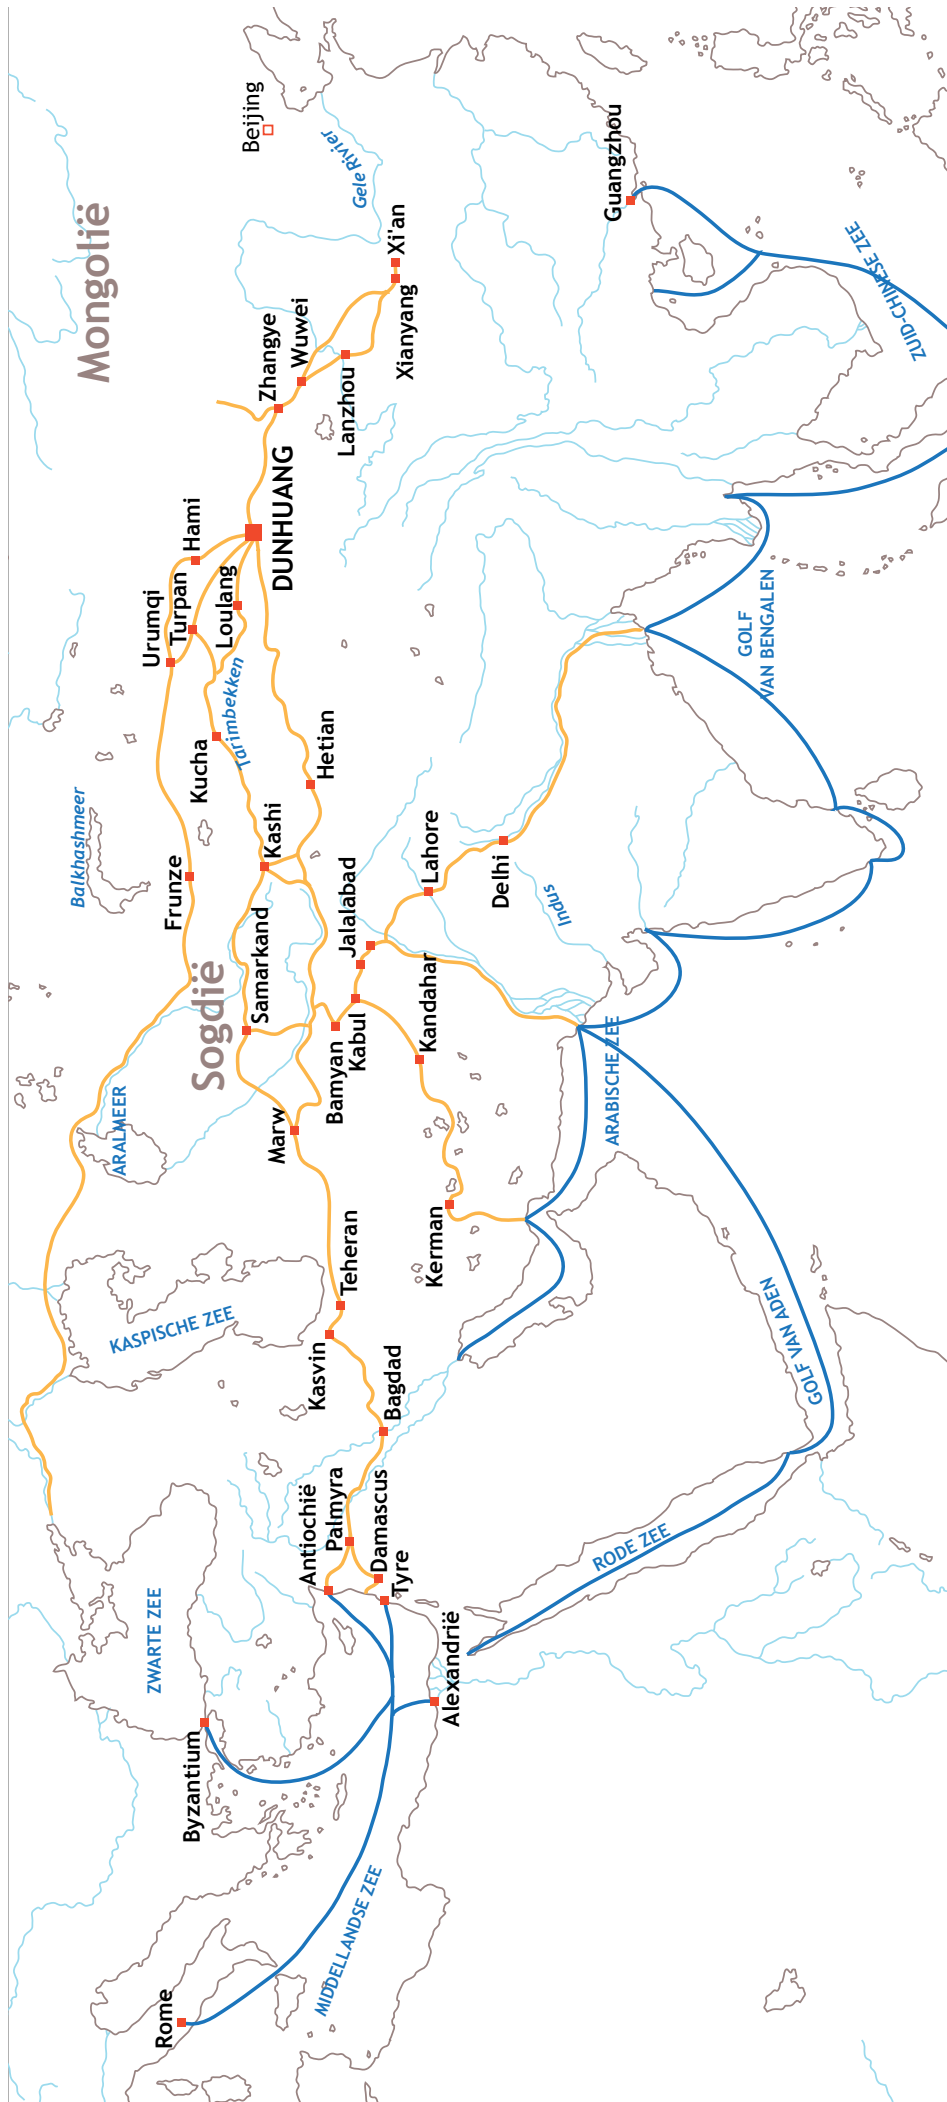 Mongolië
Beijing
Gele Rivier
Xi'an
Xianyang
Lanzhou
Wuwei
Zhangye
DUNHUANG
Hami
Turpan
Urumqi
Loulang
Tarimbekken
Kucha
Hetian
Kashi
Frunze
Balkhashmeer
Sogdië
Samarkand
Marw
ARALMEER
Bamyan
Kabul
Jalalabad
Kandahar
Lahore
Delhi
Indus
Kerman
Teheran
Kasvin
KASPISCHE ZEE
Bagdad
Palmyra
Antiochië
Damascus
Tyre
Alexandrië
ZWARTE ZEE
Byzantium
Rome
MIDDELLANDSE ZEE
RODE ZEE
GOLF VAN ADEN
ARABISCHE ZEE
GOLF
VAN BENGALEN
Guangzhou
ZUID-CHINESE ZEE